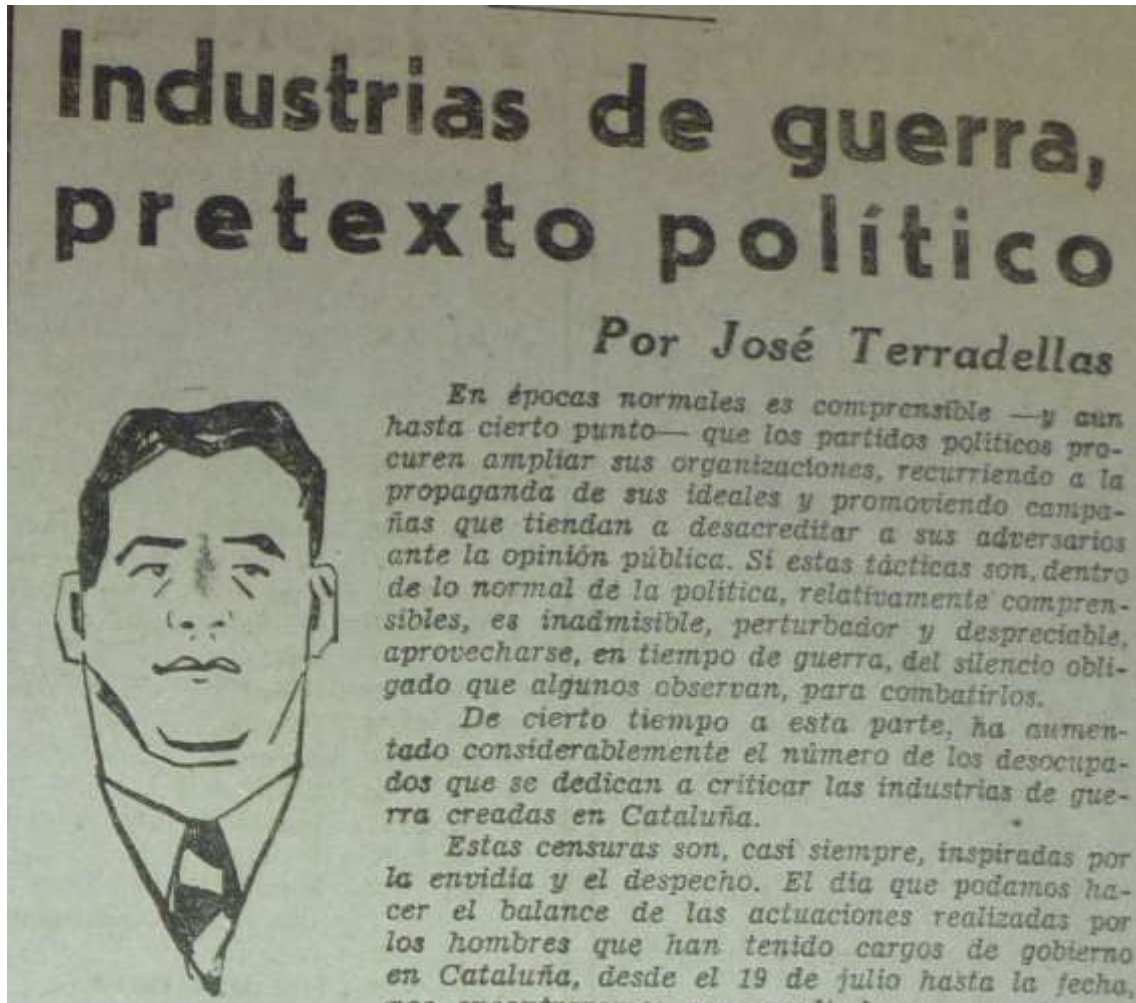 Industrias de guerra,
pretexto político
Por José Terradellas
En épocas normales es comprensible —y aun
hasta cierto punto— que los partidos políticos pro-
curen ampliar sus organizaciones, recurriendo a la
propaganda de sus ideales y promoviendo campa-
ñas que tiendan a desacreditar a sus adversarios
ante la opinión pública. Si estas tácticas son, dentro
de lo normal de la política, relativamente compren-
sibles, es inadmisible, perturbador y despreciable,
aprovecharse, en tiempo de guerra, del silencio obli-
gado que algunos observan, para combatirlos.
De cierto tiempo a esta parte, ha aumen-
tado considerablemente el número de los desocupa-
dos que se dedican a criticar las industrias de gue-
rra creadas en Cataluña.
Estas censuras son, casi siempre, inspiradas por
la envidia y el despecho. El día que podamos ha-
cer el balance de las actuaciones realizadas por
los hombres que han tenido cargos de gobierno
en Cataluña, desde el 19 de julio hasta la fecha,